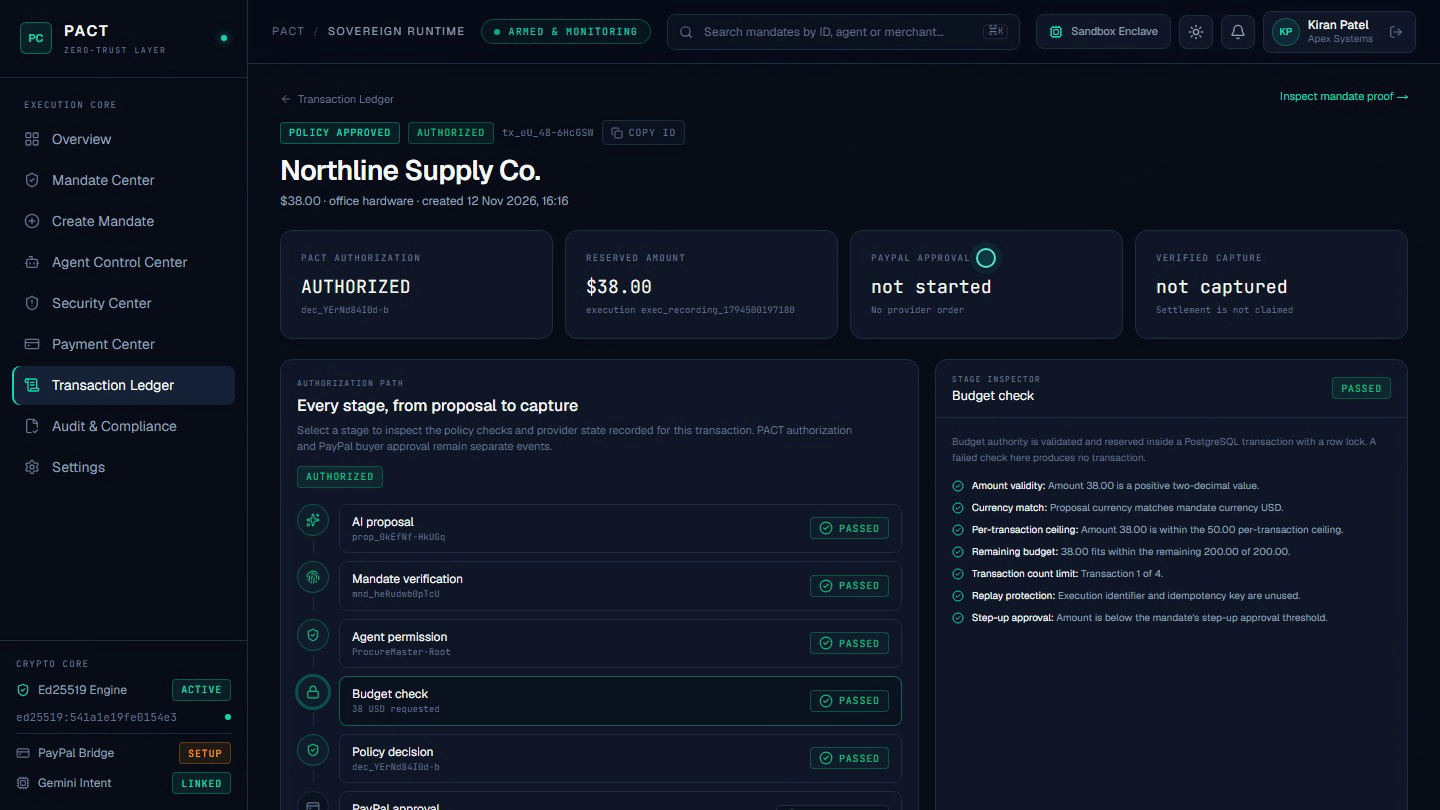 PC
PACT
ZERO-TRUST LAYER
PACT / SOVEREIGN RUNTIME
ARMED & MONITORING
Search mandates by ID, agent or merchant...
⌘K
Sandbox Enclave
KP
Kiran Patel
Apex Systems
EXECUTION CORE
Overview
Mandate Center
Create Mandate
Agent Control Center
Security Center
Payment Center
Transaction Ledger
Audit & Compliance
Settings
CRYPTO CORE
Ed25519 Engine
ACTIVE
ed25519:541a1e19fe0154e3
PayPal Bridge
SETUP
Gemini Intent
LINKED
← Transaction Ledger
Inspect mandate proof →
POLICY APPROVED
AUTHORIZED
tx_oU_48-6HcGSW
COPY ID
Northline Supply Co.
$38.00 · office hardware · created 12 Nov 2026, 16:16
PACT AUTHORIZATION
AUTHORIZED
dec_YErNd84I0d-b
RESERVED AMOUNT
$38.00
execution exec_recording_1794500197180
PAYPAL APPROVAL
not started
No provider order
VERIFIED CAPTURE
not captured
Settlement is not claimed
AUTHORIZATION PATH
Every stage, from proposal to capture
Select a stage to inspect the policy checks and provider state recorded for this transaction. PACT authorization
and PayPal buyer approval remain separate events.
AUTHORIZED
AI proposal
prop_0kEfNf-HkUGq
PASSED
Mandate verification
mnd_heRudwb0pTcU
PASSED
Agent permission
ProcureMaster-Root
PASSED
Budget check
38 USD requested
PASSED
Policy decision
dec_YErNd84I0d-b
PASSED
PayPal approval
STAGE INSPECTOR
Budget check
PASSED
Budget authority is validated and reserved inside a PostgreSQL transaction with a row lock. A
failed check here produces no transaction.
Amount validity: Amount 38.00 is a positive two-decimal value.
Currency match: Proposal currency matches mandate currency USD.
Per-transaction ceiling: Amount 38.00 is within the 50.00 per-transaction ceiling.
Remaining budget: 38.00 fits within the remaining 200.00 of 200.00.
Transaction count limit: Transaction 1 of 4.
Replay protection: Execution identifier and idempotency key are unused.
Step-up approval: Amount is below the mandate's step-up approval threshold.